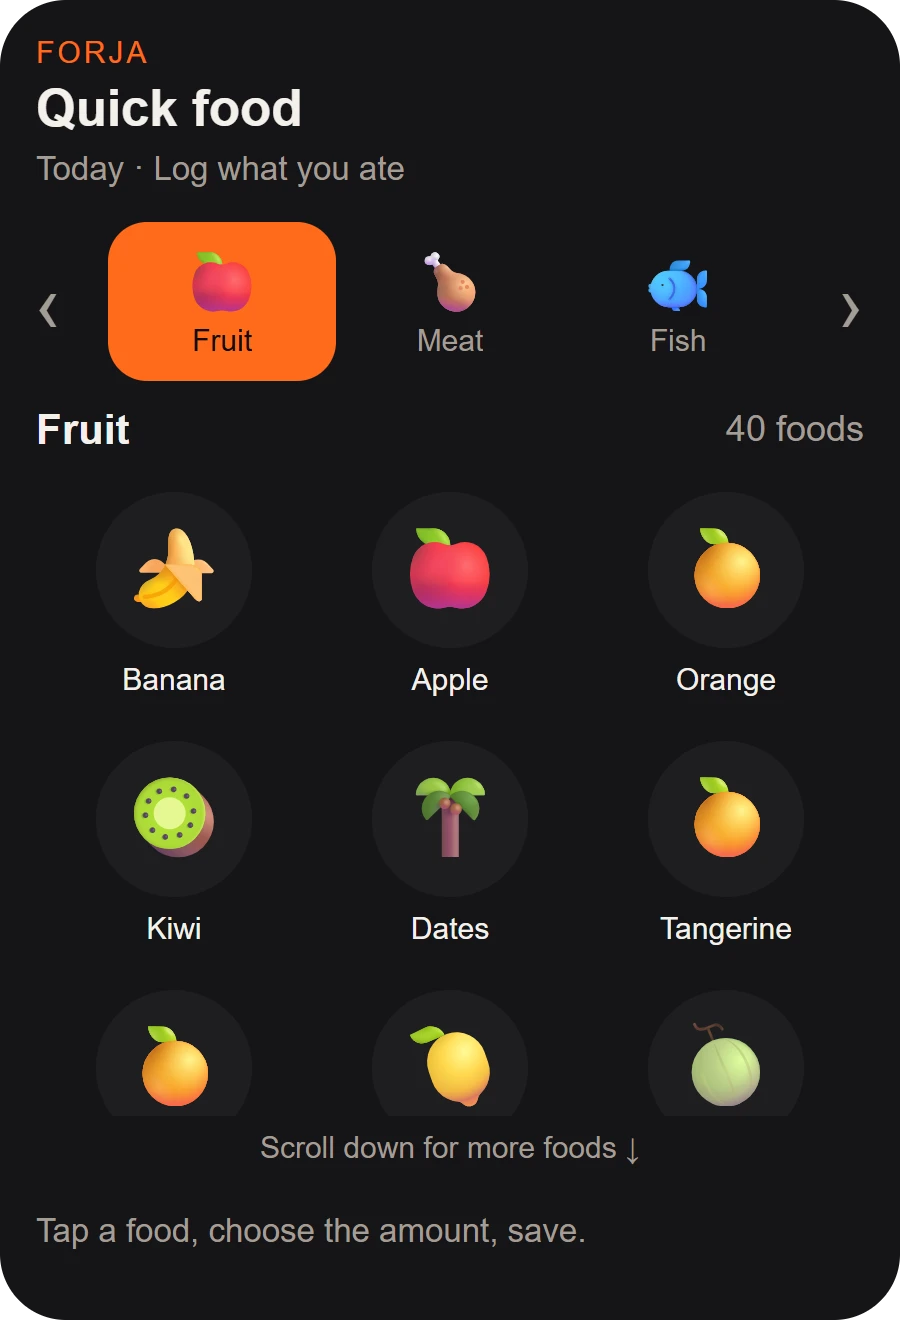 FORJA
Quick food
Today · Log what you ate
❮ Fruit Meat Fish ❯
Fruit 40 foods
Banana Apple Orange
Kiwi Dates Tangerine
Scroll down for more foods ↓
Tap a food, choose the amount, save.